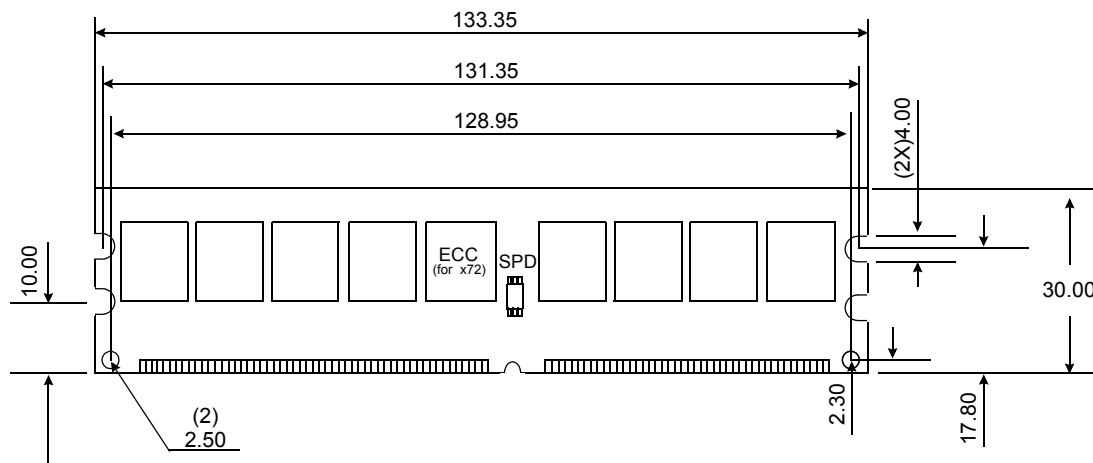 133.35
131.35
128.95
(2X)4.00
10.00
ECC
(for x72)
SPD
30.00
(2)
2.50
2.30
17.80